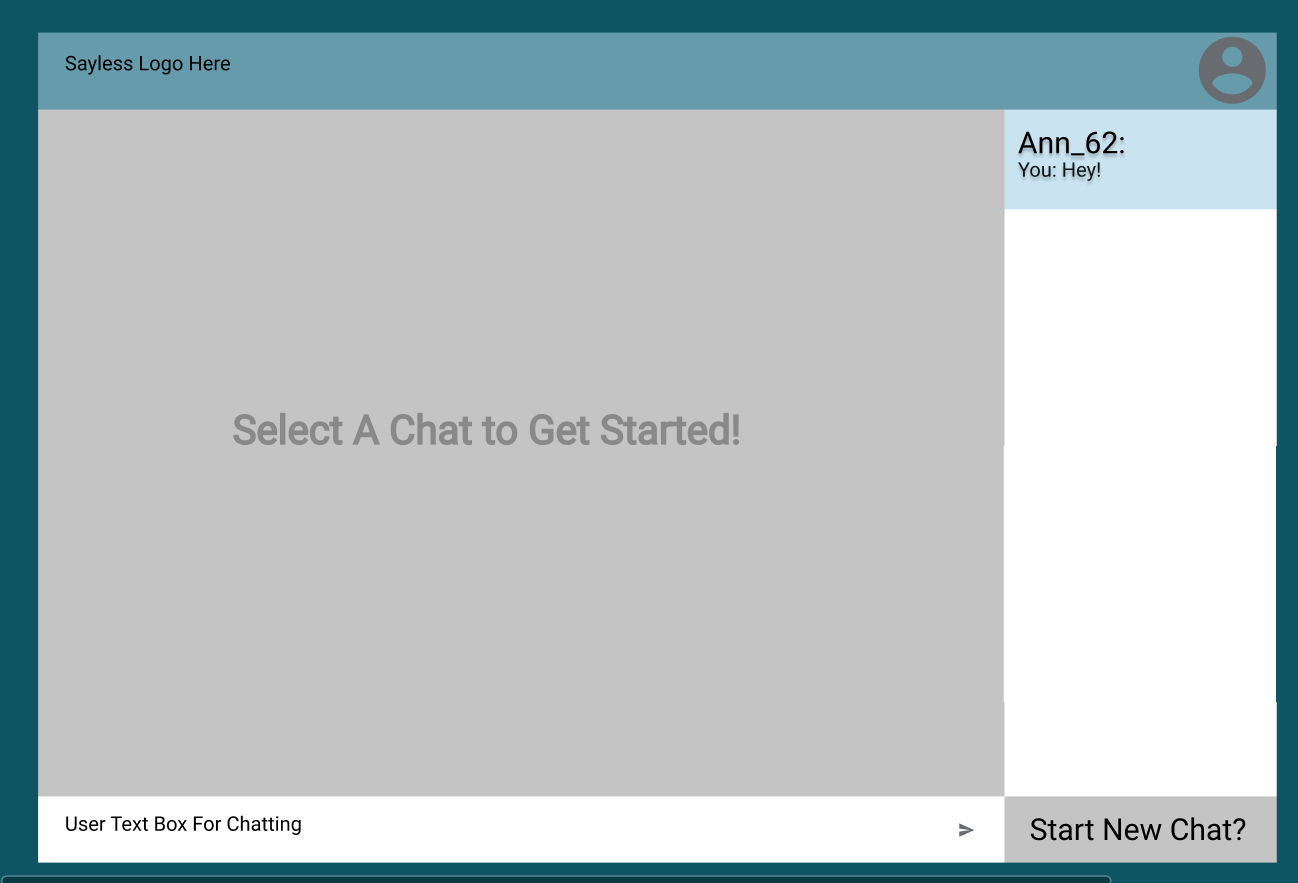 Sayless Logo Here
Ann_62:
You: Hey!
Select A Chat to Get Started!
User Text Box For Chatting
Start New Chat?